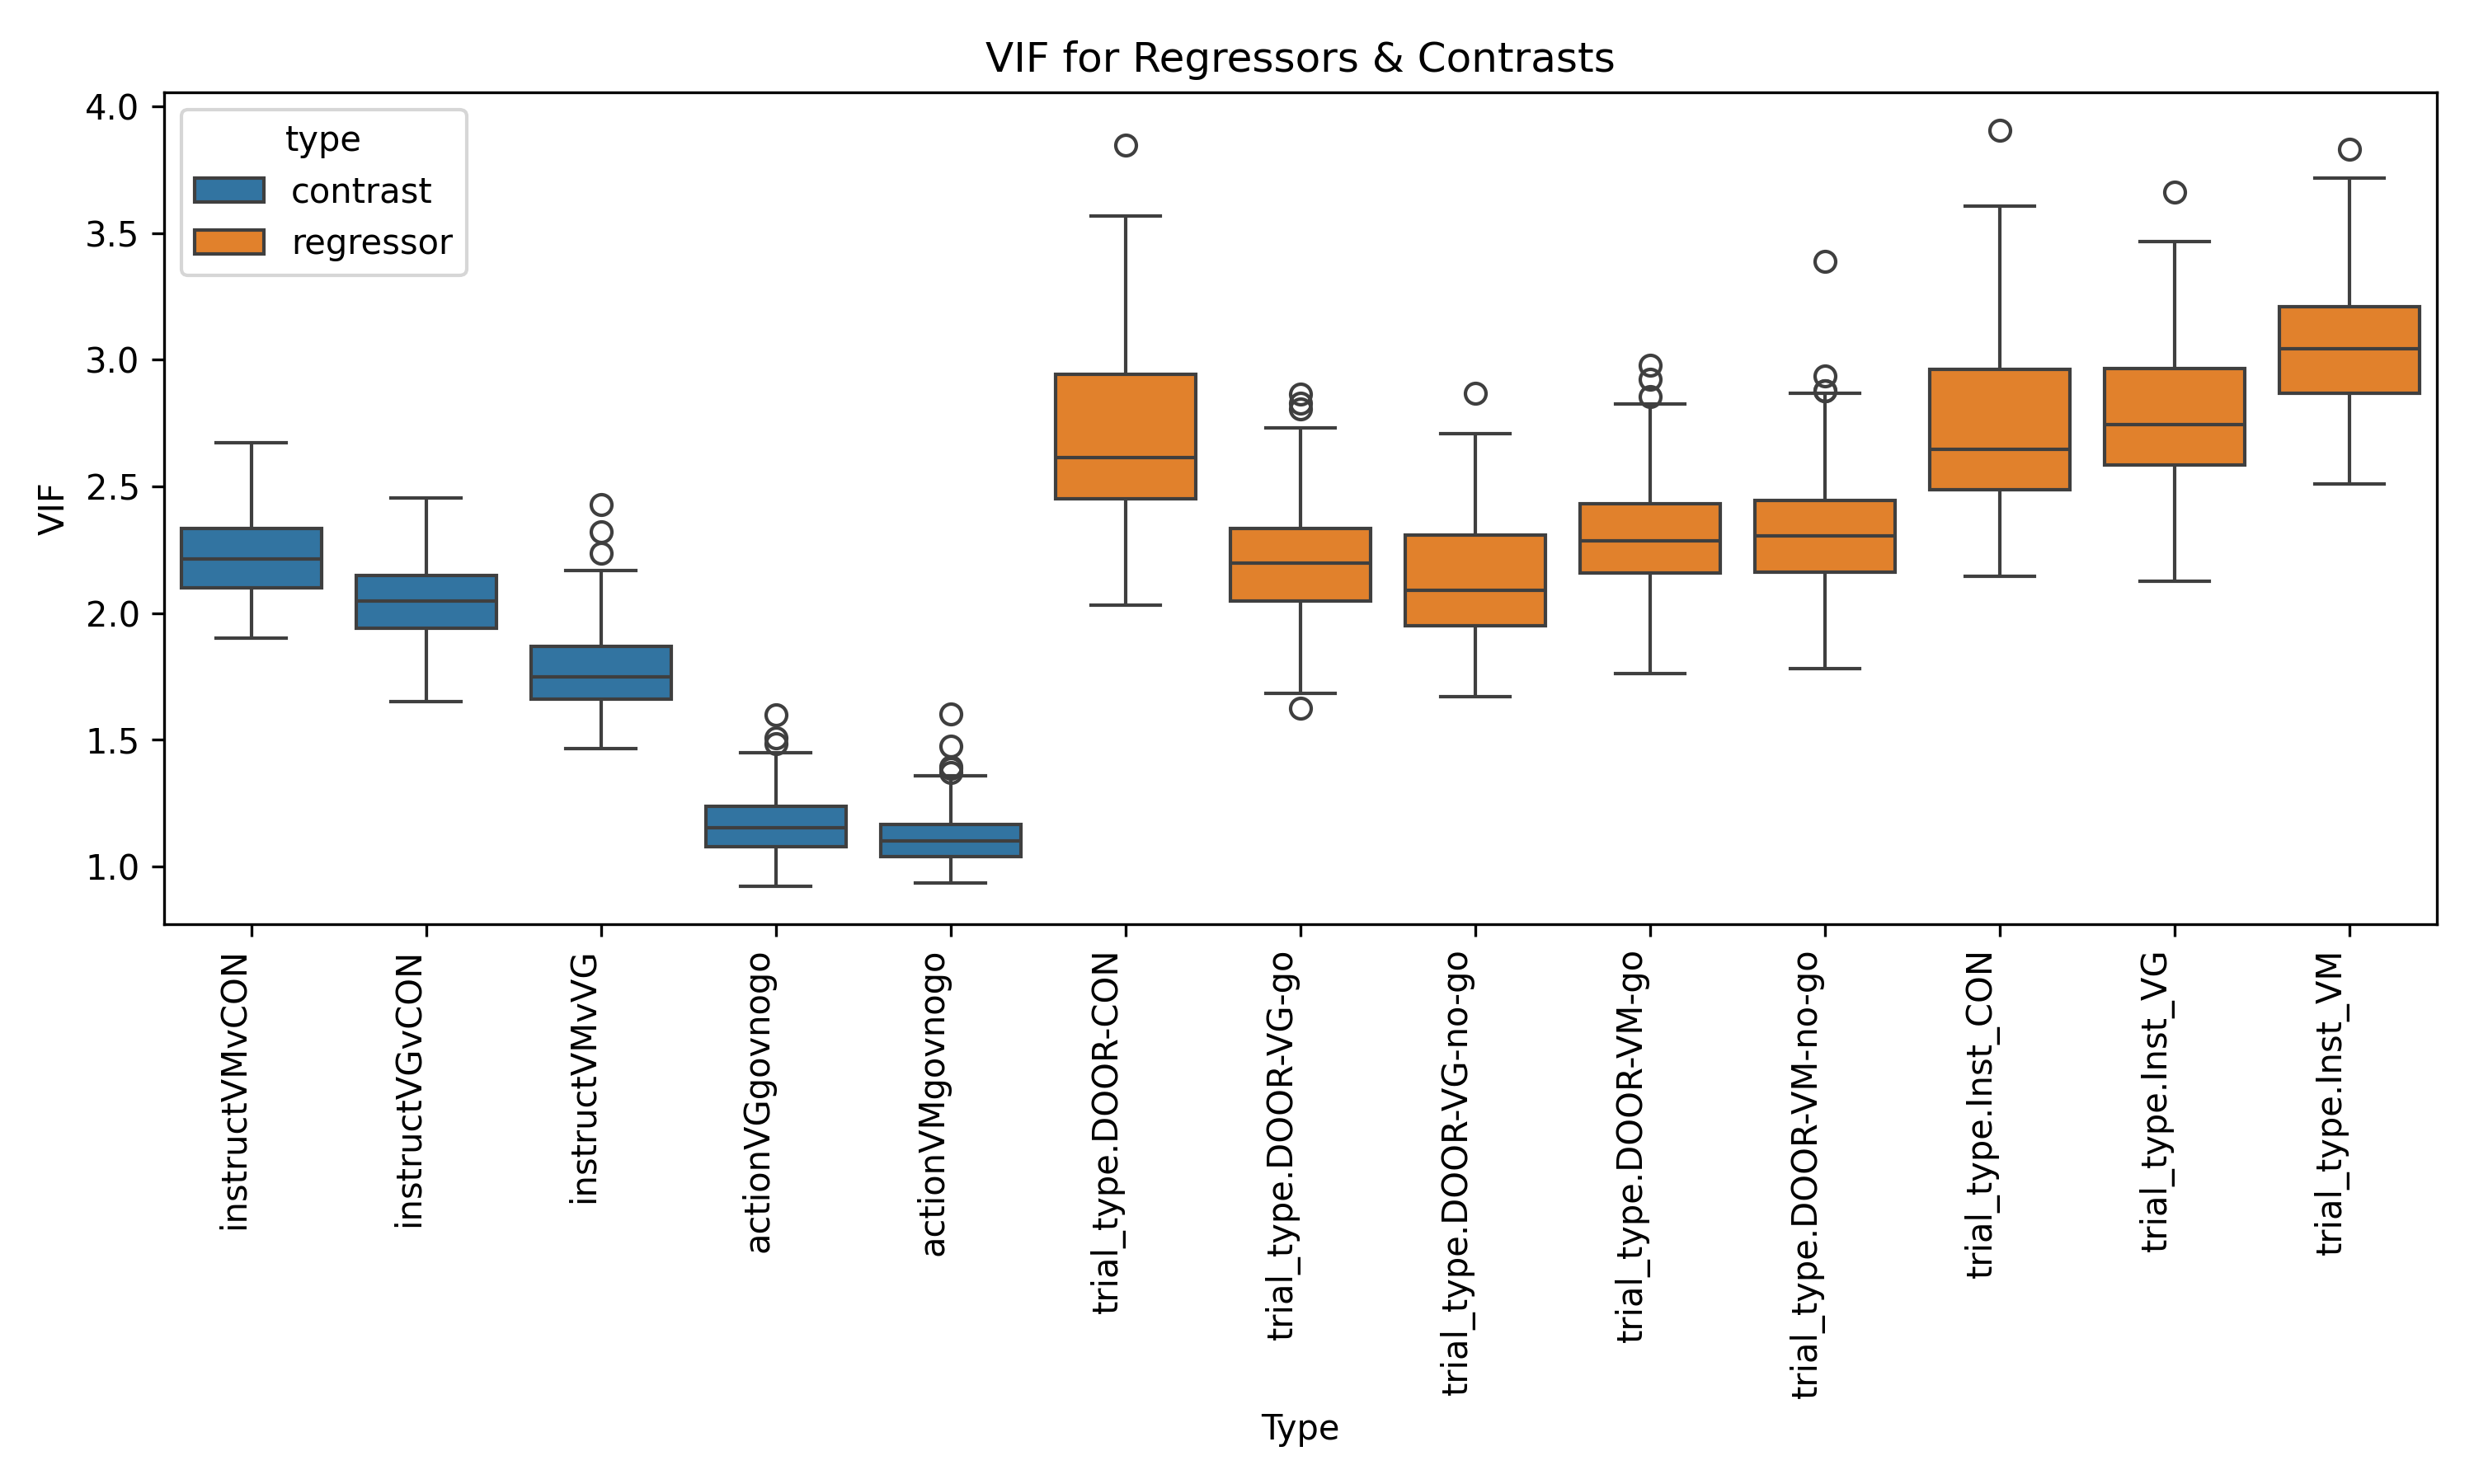 VIF for Regressors & Contrasts
type
contrast
regressor
VIF
4.0
3.5
3.0
2.5
2.0
1.5
1.0
instructVMvCON
instructVGvCON
instructVMvVG
actionVGgovnogo
actionVMgovnogo
trial_type.DOOR-CON
trial_type.DOOR-VG-go
trial_type.DOOR-VG-no-go
trial_type.DOOR-VM-go
trial_type.DOOR-VM-no-go
trial_type.Inst_CON
trial_type.Inst_VG
trial_type.Inst_VM
Type